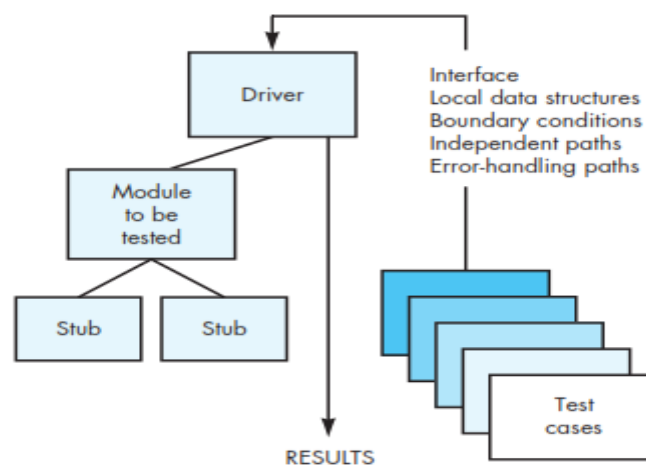 Driver
Interface
Local data structures
Boundary conditions
Independent paths
Error-handling paths
Module
to be
tested
Stub
Stub
Test
cases
RESULTS